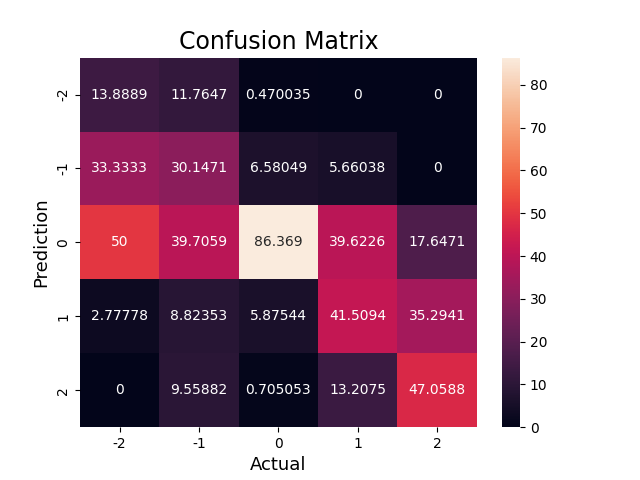 Confusion Matrix
-2 13.8889 11.7647 0.470035 0 0
-1 33.3333 30.1471 6.58049 5.66038 0
0 50 39.7059 86.369 39.6226 17.6471
1 2.77778 8.82353 5.87544 41.5094 35.2941
2 0 9.55882 0.705053 13.2075 47.0588
-2 -1 0 1 2
Actual
Prediction
80
70
60
50
40
30
20
10
0